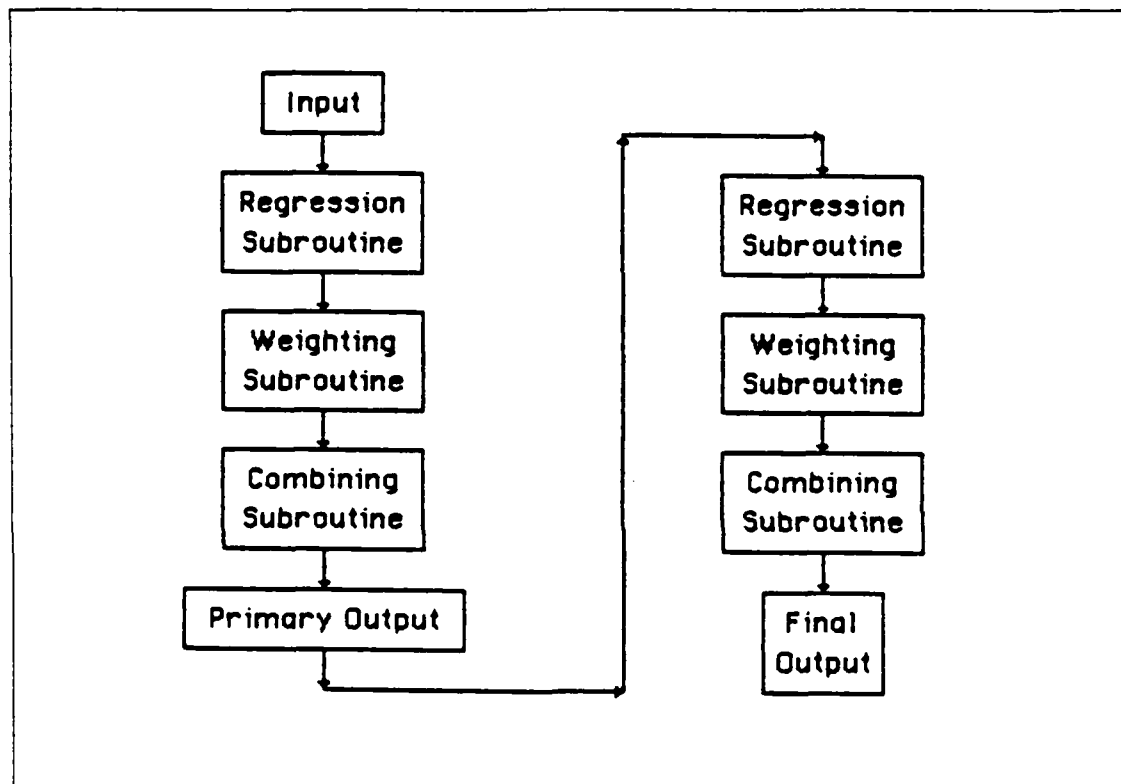 Input
Regression
Subroutine
Weighting
Subroutine
Combining
Subroutine
Primary Output
Regression
Subroutine
Weighting
Subroutine
Combining
Subroutine
Final
Output